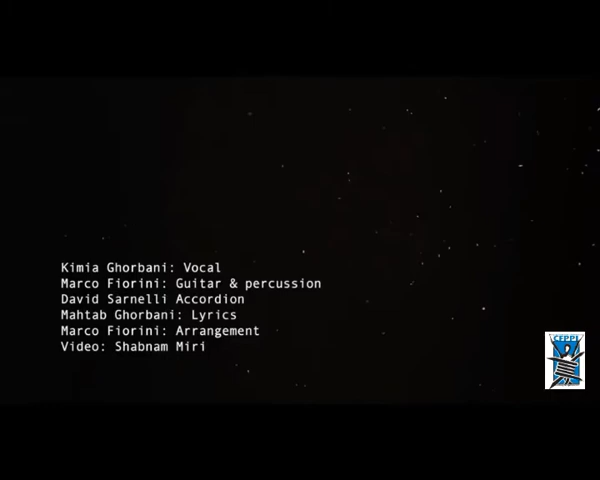 Kimia Ghorbani: Vocal
Marco Fiorini: Guitar & percussion
David Sarnelli Accordion
Mahtab Ghorbani: Lyrics
Marco Fiorini: Arrangement
Video: Shabnam Miri
CFPPI